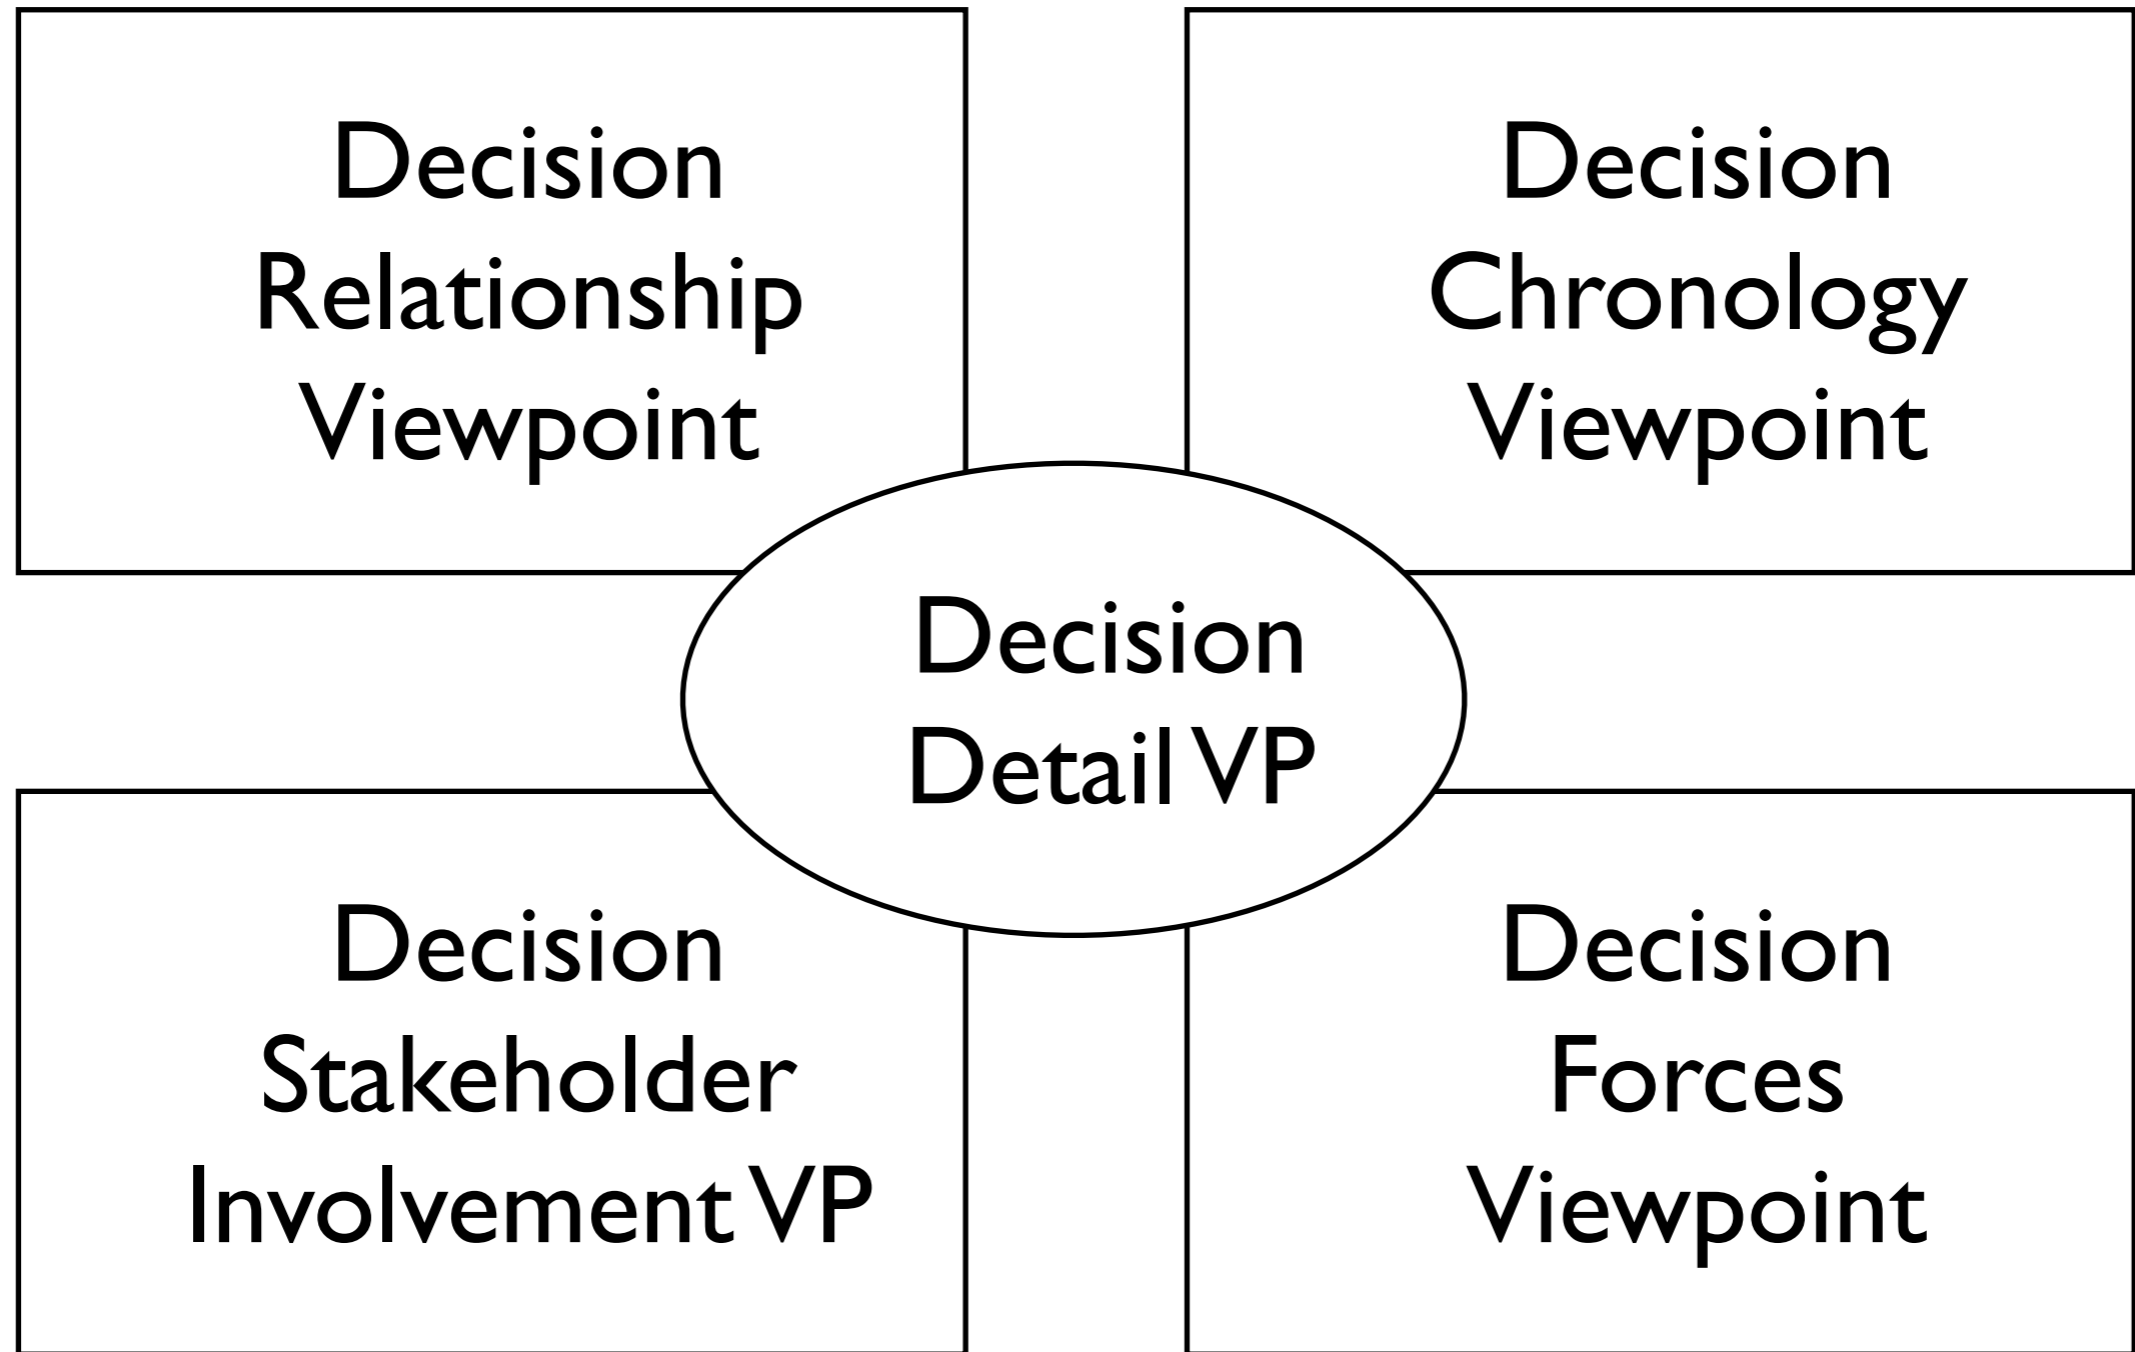 Decision
Relationship
Viewpoint
Decision
Chronology
Viewpoint
Decision
Detail VP
Decision
Stakeholder
Involvement VP
Decision
Forces
Viewpoint